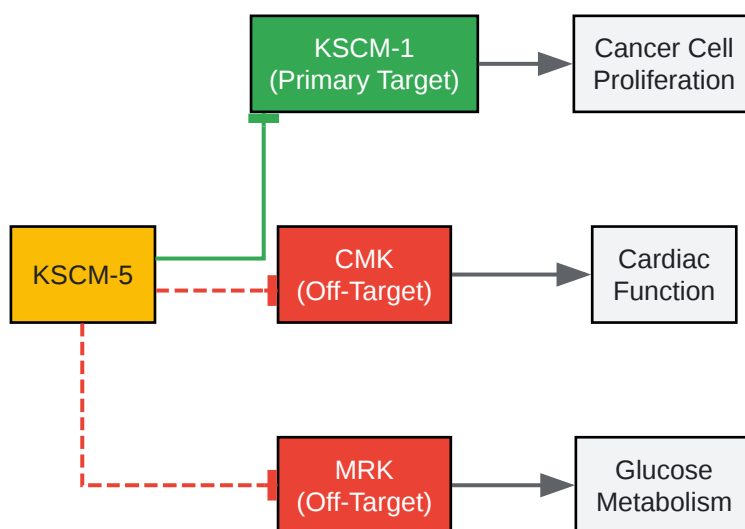 KSCM-1
(Primary Target)
Cancer Cell
Proliferation
KSCM-5
CMK
(Off-Target)
Cardiac
Function
MRK
(Off-Target)
Glucose
Metabolism